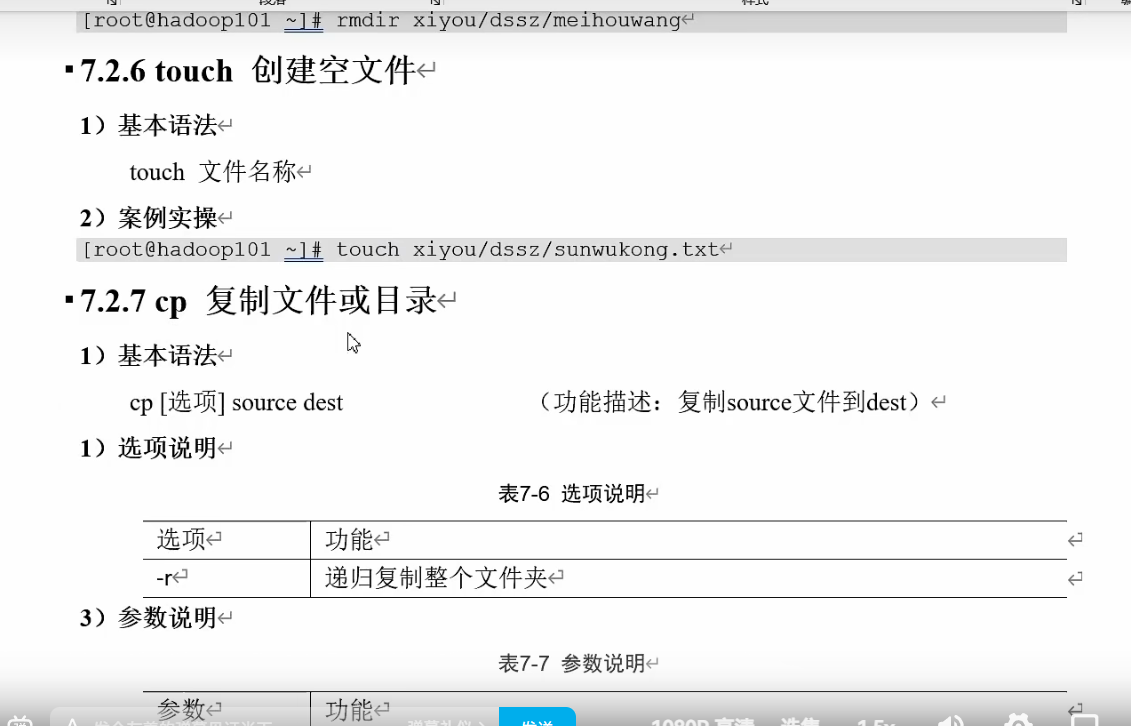 [root@hadoop101 ~]# rmdir xiyou/dssz/meihouwang
7.2.6 touch 创建空文件
1）基本语法
touch 文件名称
2）案例实操
[root@hadoop101 ~]# touch xiyou/dssz/sunwukong.txt
7.2.7 cp 复制文件或目录
1）基本语法
cp [选项] source dest （功能描述：复制source文件到dest）
1）选项说明
表7-6 选项说明
选项 功能
-r 递归复制整个文件夹
3）参数说明
表7-7 参数说明
参数 功能
发送 1080P 高清 选集 1.5x